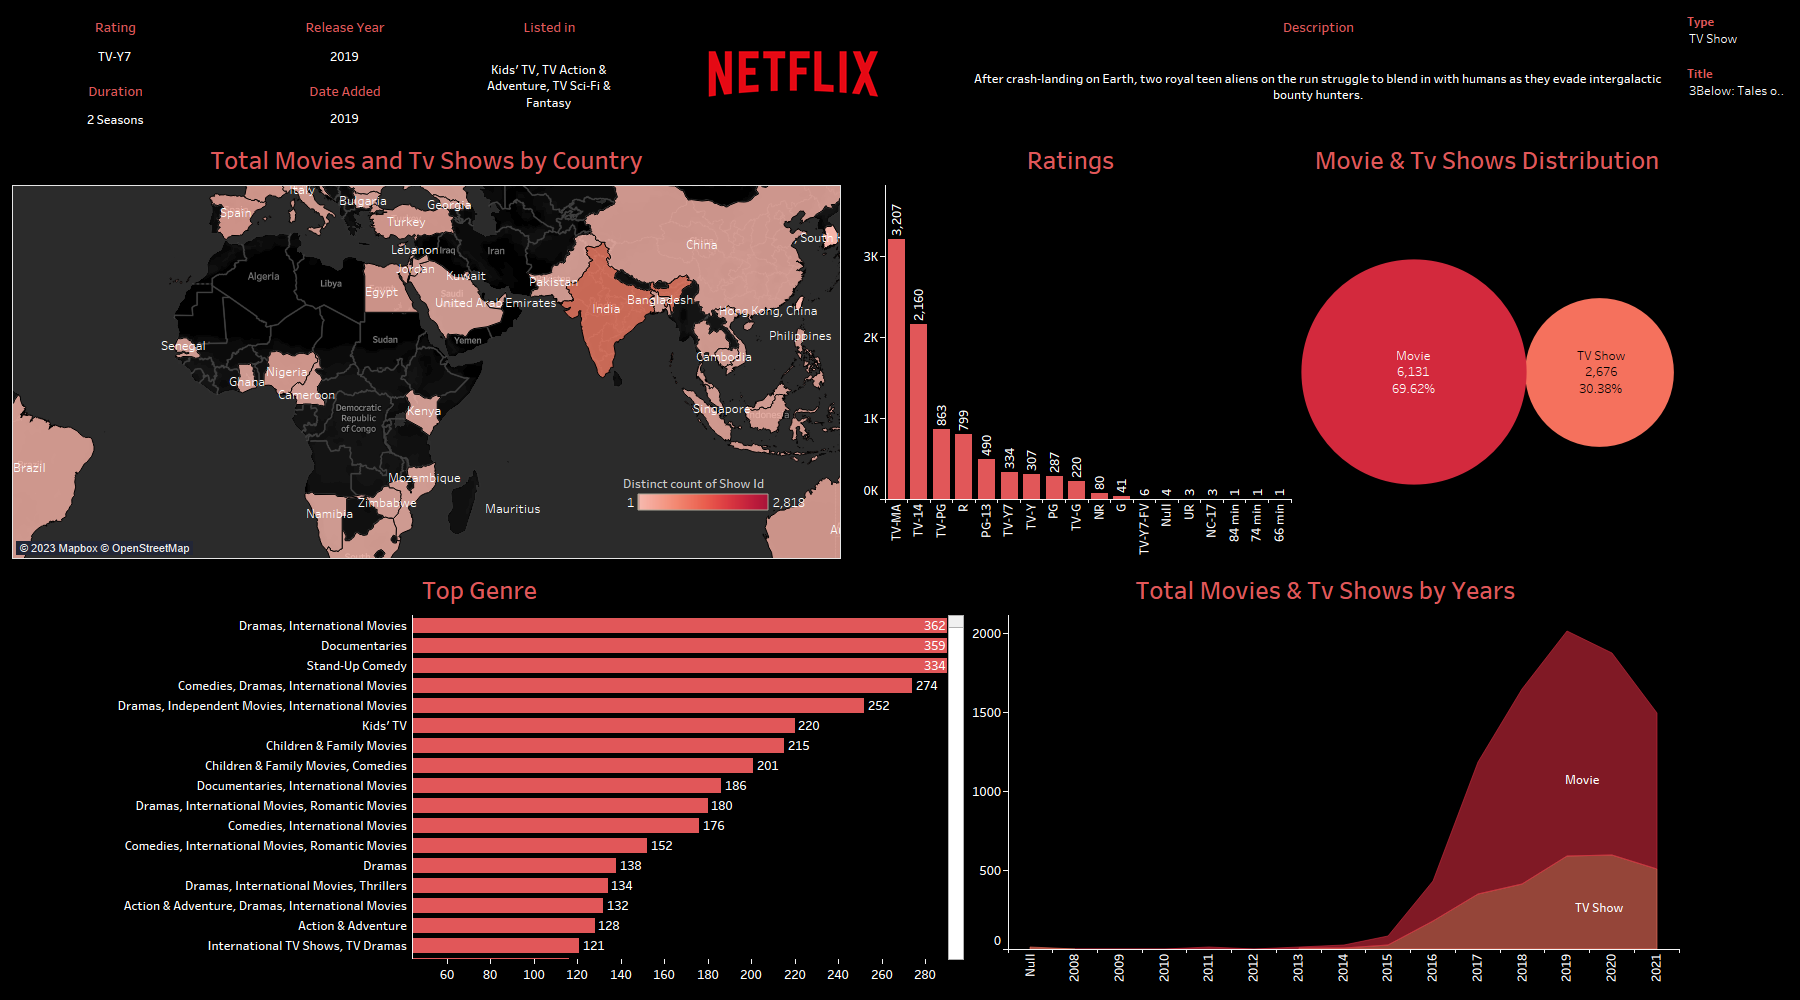 Rating
TV-Y7
Duration
2 Seasons
Release Year
2019
Date Added
2019
Listed in
Kids’ TV, TV Action &
Adventure, TV Sci-Fi &
Fantasy
NETFLIX
Description
After crash-landing on Earth, two royal teen aliens on the run struggle to blend in with humans as they evade intergalactic
bounty hunters.
Type
TV Show
Title
3Below: Tales o..
Total Movies and Tv Shows by Country
Italy
Spain
Bulgaria
Georgia
Turkey
Lebanon
Iraq
Iran
China
South
Jordan
Kuwait
Algeria
Libya
Egypt
Saudi
Pakistan
United Arab Emirates
India
Bangladesh
Hong Kong, China
Philippines
Sudan
Yemen
Senegal
Cambodia
Nigeria
Ghana
Cameroon
Democratic
Republic
of Congo
Kenya
Singapore
Indonesia
Brazil
Mozambique
Zimbabwe
Namibia
Mauritius
South
A
Distinct count of Show Id
1
2,818
© 2023 Mapbox © OpenStreetMap
Ratings
3K
2K
1K
0K
3,207
2,160
863
799
490
334
307
287
220
80
41
6
4
3
3
1
1
1
TV-MA
TV-14
TV-PG
R
PG-13
TV-Y7
TV-Y
PG
TV-G
NR
G
TV-Y7-FV
Null
UR
NC-17
84 min
74 min
66 min
Movie & Tv Shows Distribution
Movie
6,131
69.62%
TV Show
2,676
30.38%
Top Genre
Dramas, International Movies 362
Documentaries 359
Stand-Up Comedy 334
Comedies, Dramas, International Movies 274
Dramas, Independent Movies, International Movies 252
Kids’ TV 220
Children & Family Movies 215
Children & Family Movies, Comedies 201
Documentaries, International Movies 186
Dramas, International Movies, Romantic Movies 180
Comedies, International Movies 176
Comedies, International Movies, Romantic Movies 152
Dramas 138
Dramas, International Movies, Thrillers 134
Action & Adventure, Dramas, International Movies 132
Action & Adventure 128
International TV Shows, TV Dramas 121
60 80 100 120 140 160 180 200 220 240 260 280
Total Movies & Tv Shows by Years
2000
1500
1000
500
0
Movie
TV Show
Null
2008
2009
2010
2011
2012
2013
2014
2015
2016
2017
2018
2019
2020
2021